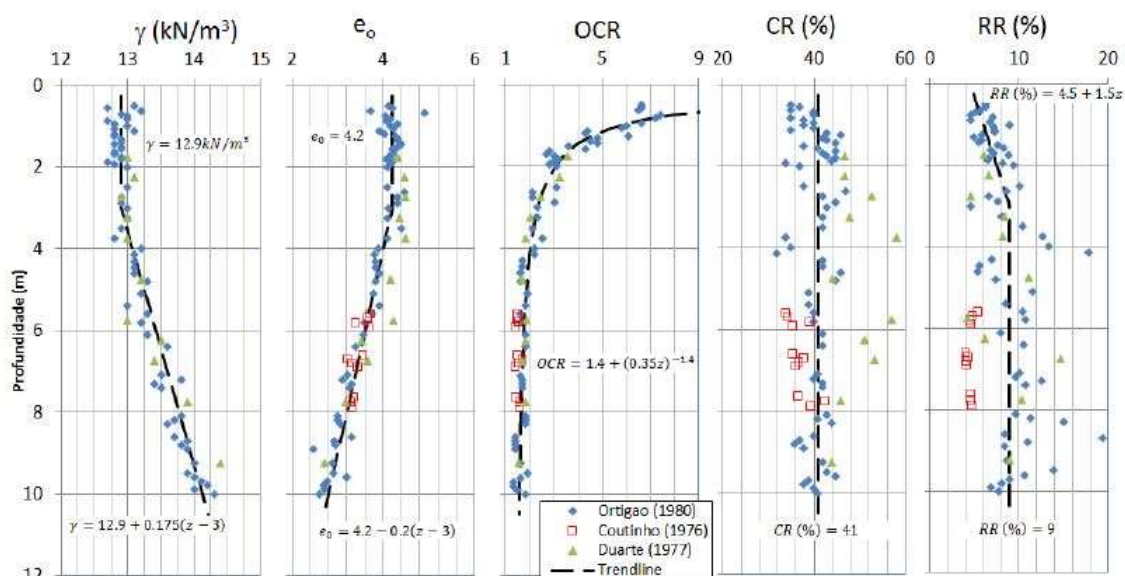 γ (kN/m³)
e₀
OCR
CR (%)
RR (%)
12 13 14 15
2 4 6
1 5 9
20 40 60
0 10 20
Profundidade (m)
0
2
4
6
8
10
12
γ = 12.9kN/m³
e₀ = 4.2
RR (%) = 4.5 + 1.5z
OCR = 1.4 + (0.35z)⁻¹·⁴
γ = 12.9 + 0.175(z − 3)
e₀ = 4.2 − 0.2(z − 3)
CR (%) = 41
RR (%) = 9
Ortigao (1980)
Coutinho (1976)
Duarte (1977)
Trendline